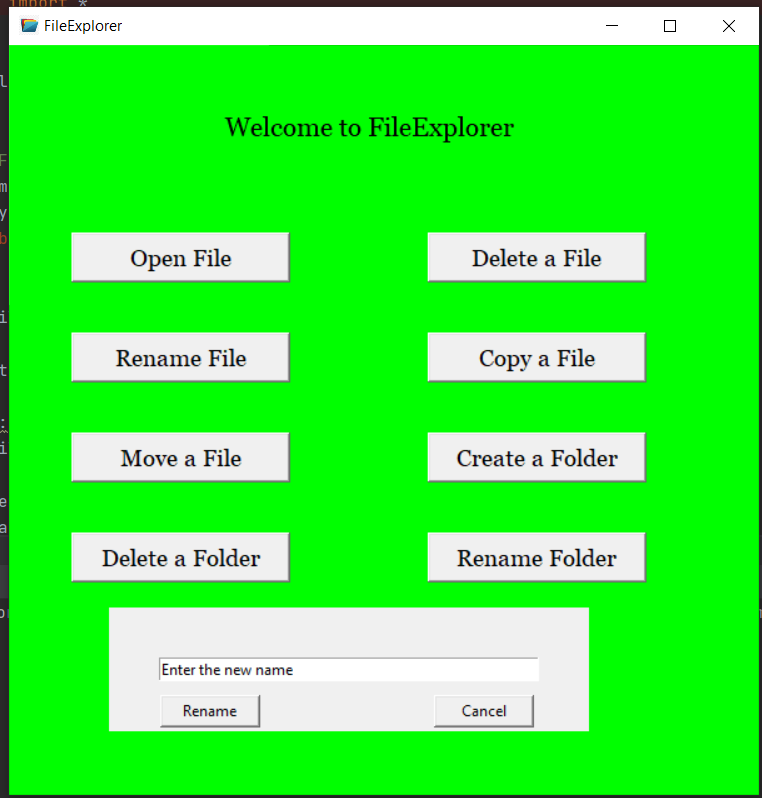 import *
FileExplorer
Welcome to FileExplorer
Open File
Delete a File
Rename File
Copy a File
Move a File
Create a Folder
Delete a Folder
Rename Folder
Enter the new name
Rename
Cancel